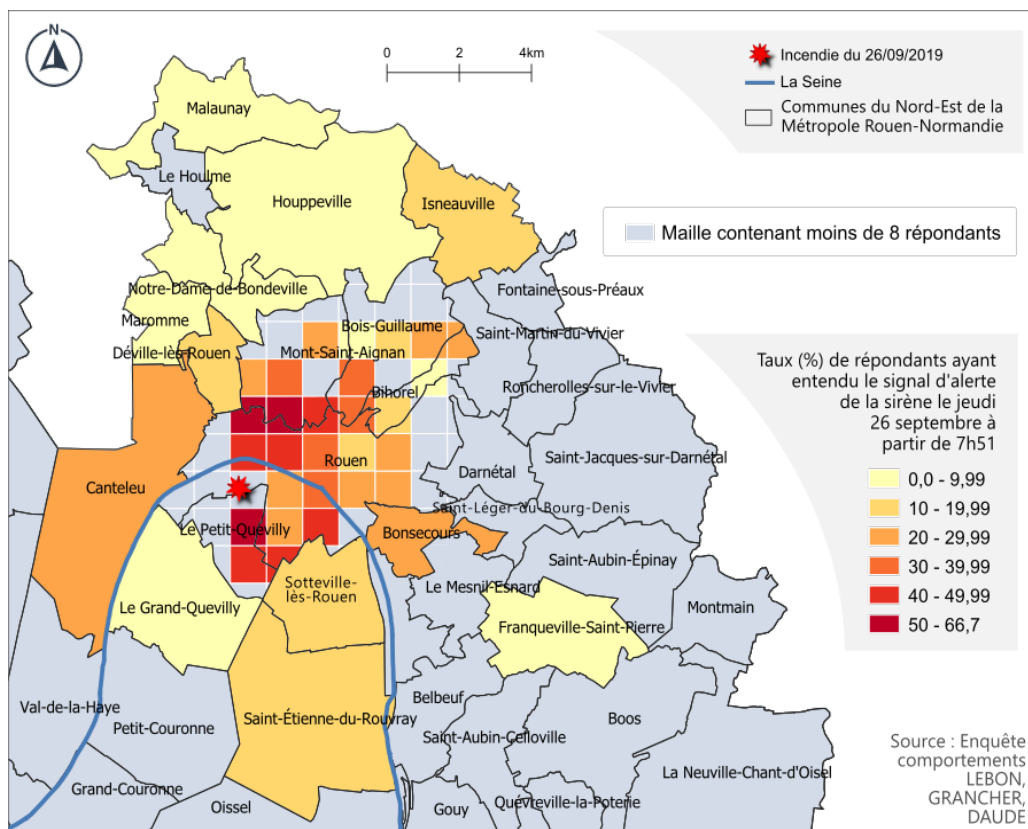 N
0 2 4km
Incendie du 26/09/2019
La Seine
Communes du Nord-Est de la
Métropole Rouen-Normandie
Maille contenant moins de 8 répondants
Malaunay
Le Houlme
Houppeville
Isneauville
Notre-Dame-de-Bondeville
Fontaine-sous-Préaux
Maromme
Bois-Guillaume
Saint-Martin-du-Vivier
Déville-lès-Rouen
Mont-Saint-Aignan
Bihorel
Roncherolles-sur-le-Vivier
Taux (%) de répondants ayant
entendu le signal d'alerte
de la sirène le jeudi
26 septembre à
partir de 7h51
0,0 - 9,99
10 - 19,99
20 - 29,99
30 - 39,99
40 - 49,99
50 - 66,7
Canteleu
Rouen
Darnétal
Saint-Jacques-sur-Darnétal
Saint-Léger-du-Bourg-Denis
Le Petit-Quevilly
Bonsecours
Saint-Aubin-Épinay
Sotteville-
lès-Rouen
Le Mesnil-Esnard
Le Grand-Quevilly
Montmain
Franqueville-Saint-Pierre
Val-de-la-Haye
Petit-Couronne
Saint-Étienne-du-Rouvray
Belbeuf
Boos
Saint-Aubin-Celloville
La Neuville-Chant-d'Oisel
Grand-Couronne
Oissel
Gouy
Quévreville-la-Poterie
Source : Enquête
comportements
LEBON,
GRANCHER,
DAUDE